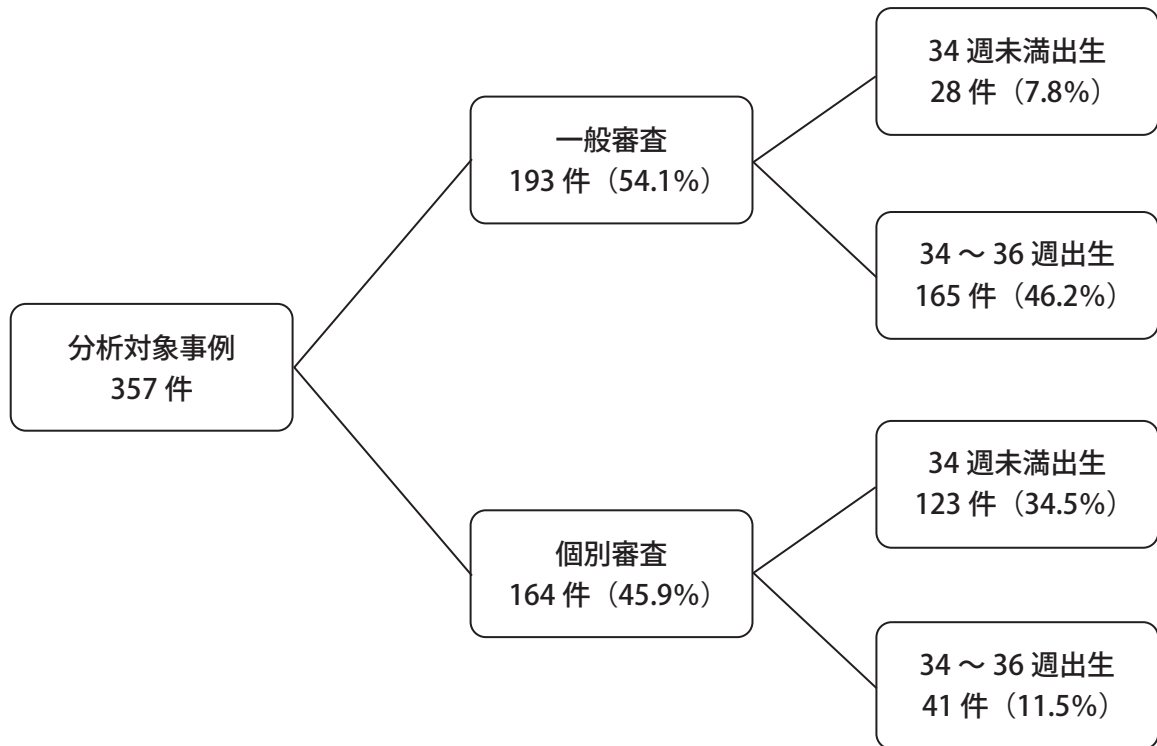 分析対象事例
357 件
一般審査
193 件（54.1%）
34 週未満出生
28 件（7.8%）
34 ～ 36 週出生
165 件（46.2%）
個別審査
164 件（45.9%）
34 週未満出生
123 件（34.5%）
34 ～ 36 週出生
41 件（11.5%）